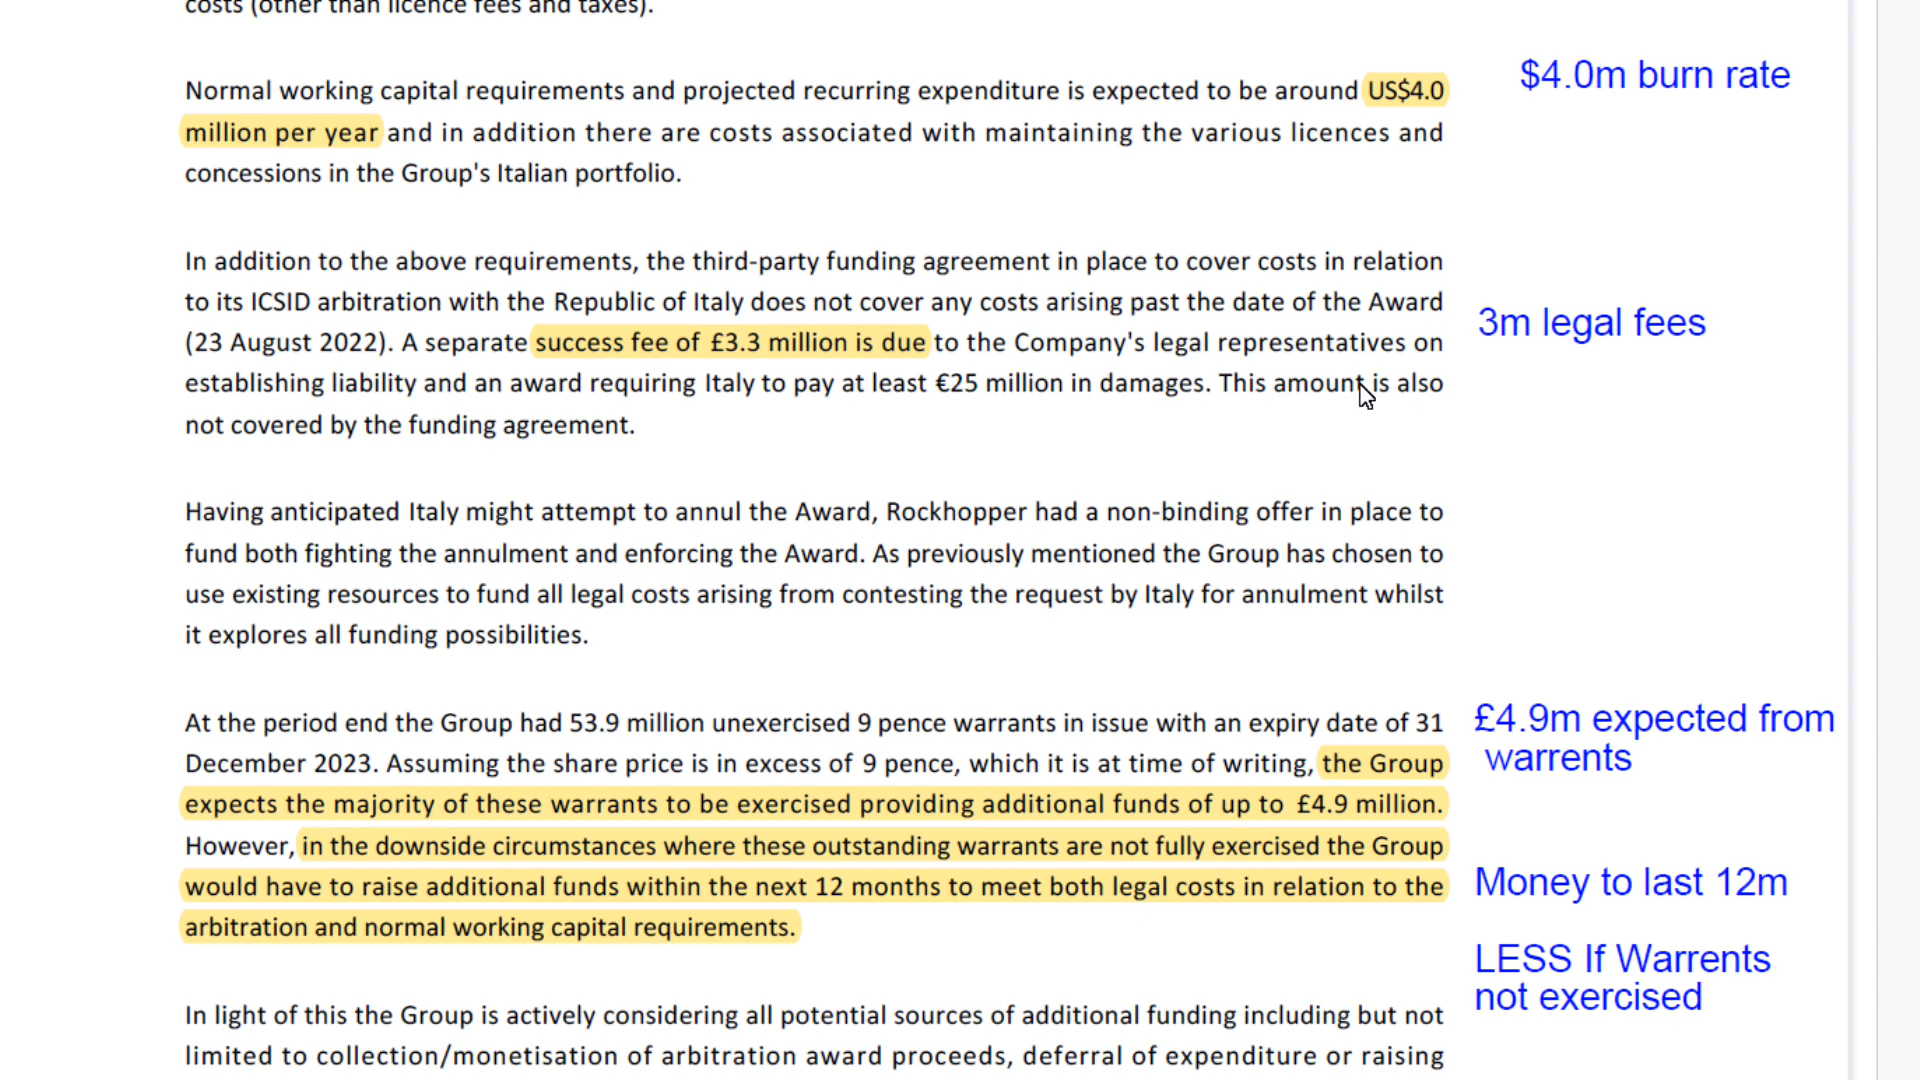 costs (other than licence fees and taxes).
Normal working capital requirements and projected recurring expenditure is expected to be around US$4.0
million per year and in addition there are costs associated with maintaining the various licences and
concessions in the Group's Italian portfolio.
$4.0m burn rate
In addition to the above requirements, the third-party funding agreement in place to cover costs in relation
to its ICSID arbitration with the Republic of Italy does not cover any costs arising past the date of the Award
(23 August 2022). A separate success fee of £3.3 million is due to the Company's legal representatives on
establishing liability and an award requiring Italy to pay at least €25 million in damages. This amount is also
not covered by the funding agreement.
3m legal fees
Having anticipated Italy might attempt to annul the Award, Rockhopper had a non-binding offer in place to
fund both fighting the annulment and enforcing the Award. As previously mentioned the Group has chosen to
use existing resources to fund all legal costs arising from contesting the request by Italy for annulment whilst
it explores all funding possibilities.
At the period end the Group had 53.9 million unexercised 9 pence warrants in issue with an expiry date of 31
December 2023. Assuming the share price is in excess of 9 pence, which it is at time of writing, the Group
expects the majority of these warrants to be exercised providing additional funds of up to £4.9 million.
However, in the downside circumstances where these outstanding warrants are not fully exercised the Group
would have to raise additional funds within the next 12 months to meet both legal costs in relation to the
arbitration and normal working capital requirements.
£4.9m expected from
warrents
Money to last 12m
LESS If Warrents
not exercised
In light of this the Group is actively considering all potential sources of additional funding including but not
limited to collection/monetisation of arbitration award proceeds, deferral of expenditure or raising